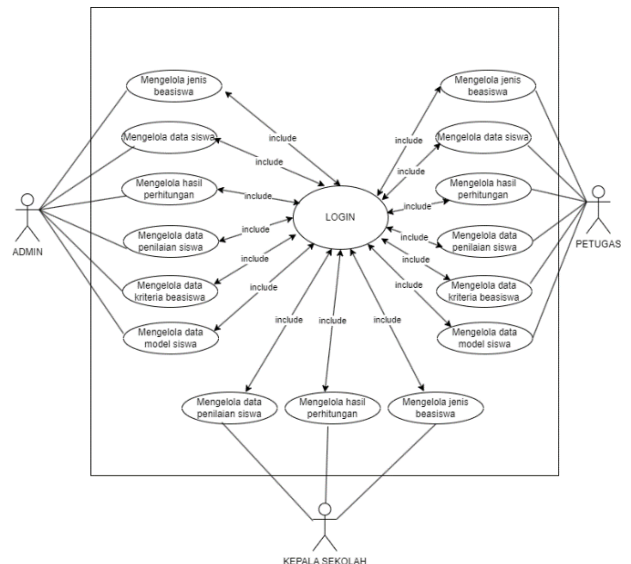 Mengelola jenis
beasiswa
include
Mengelola data siswa
include
Mengelola hasil
perhitungan
include
ADMIN
Mengelola data
penilaian siswa
include
Mengelola data
kriteria beasiswa
include
Mengelola data
model siswa
include
LOGIN
Mengelola jenis
beasiswa
include
Mengelola data siswa
include
Mengelola hasil
perhitungan
include
PETUGAS
Mengelola data
penilaian siswa
include
Mengelola data
kriteria beasiswa
include
Mengelola data
model siswa
include
include
include
include
Mengelola data
penilaian siswa
Mengelola hasil
perhitungan
Mengelola jenis
beasiswa
KEPALA SEKOLAH